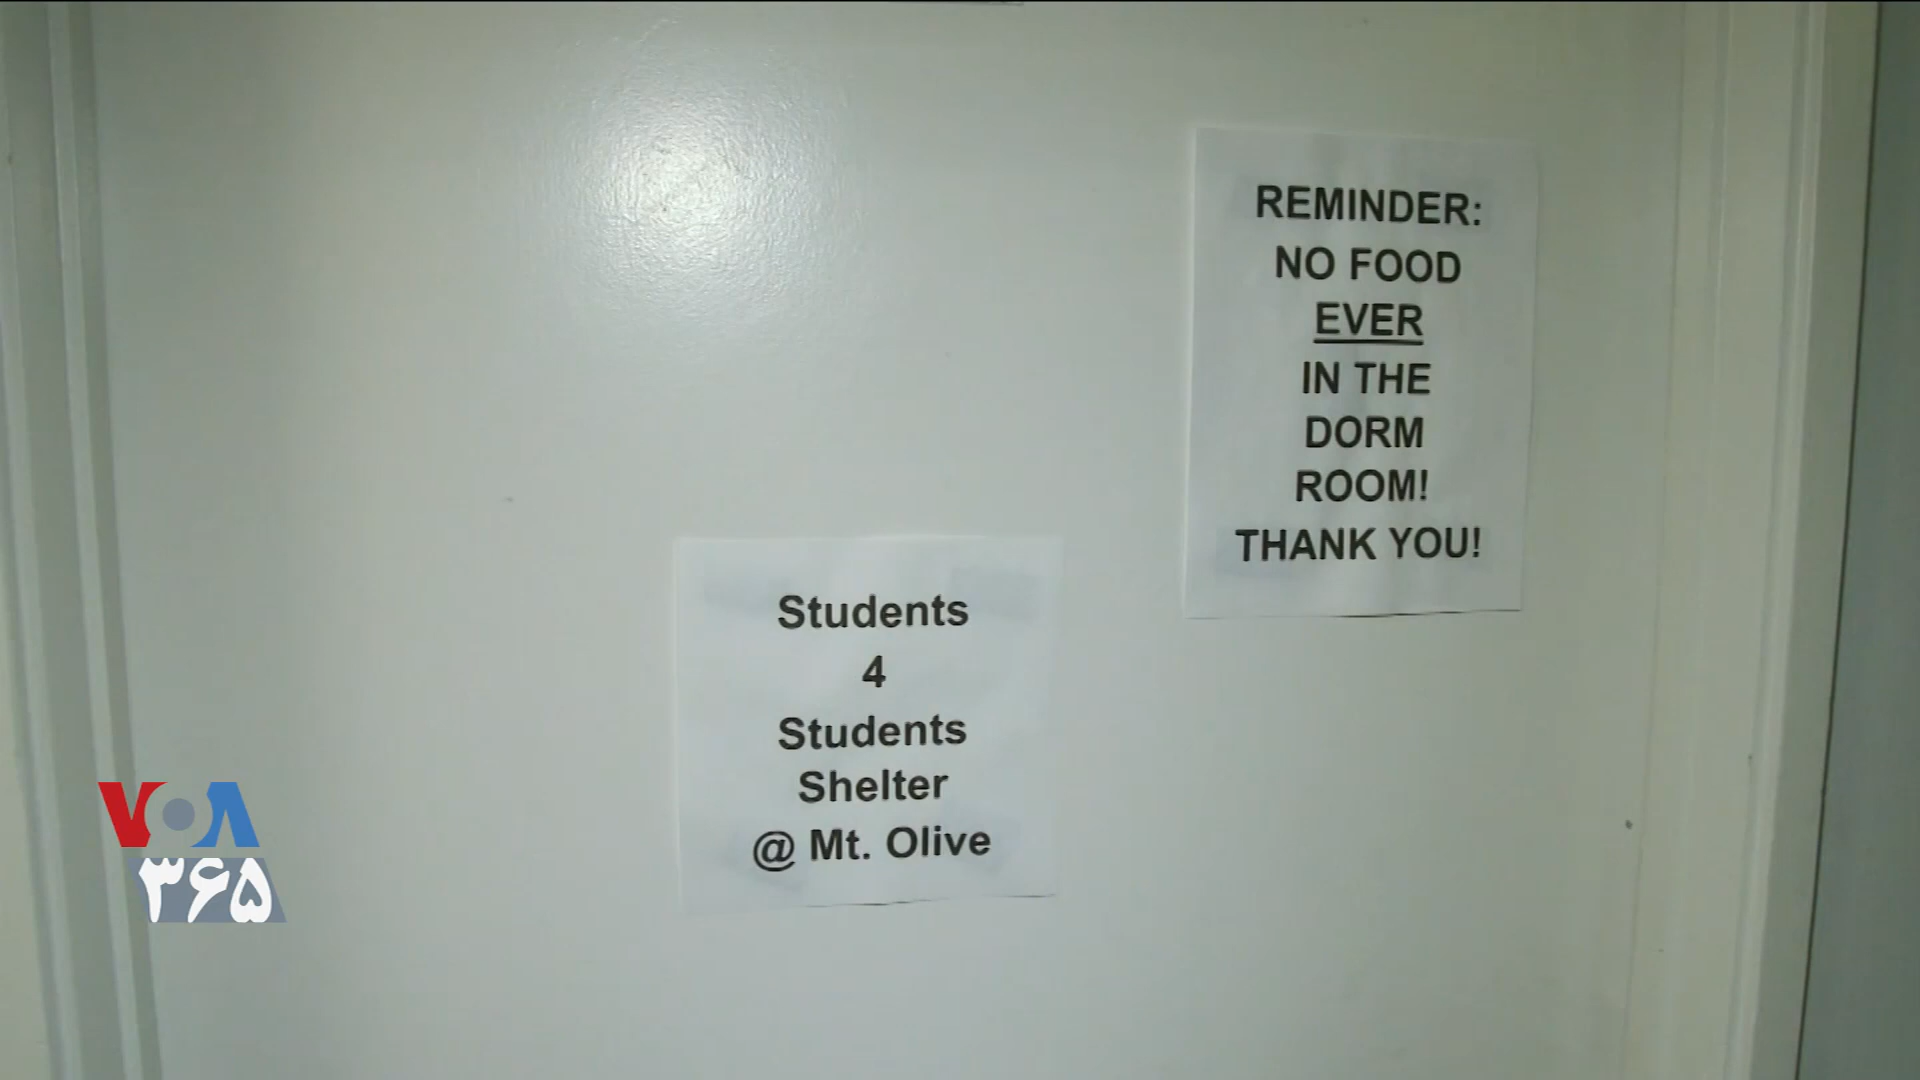 REMINDER:
NO FOOD
EVER
IN THE
DORM
ROOM!
THANK YOU!
Students
4
Students
Shelter
@ Mt. Olive
VOA
۳۶۵